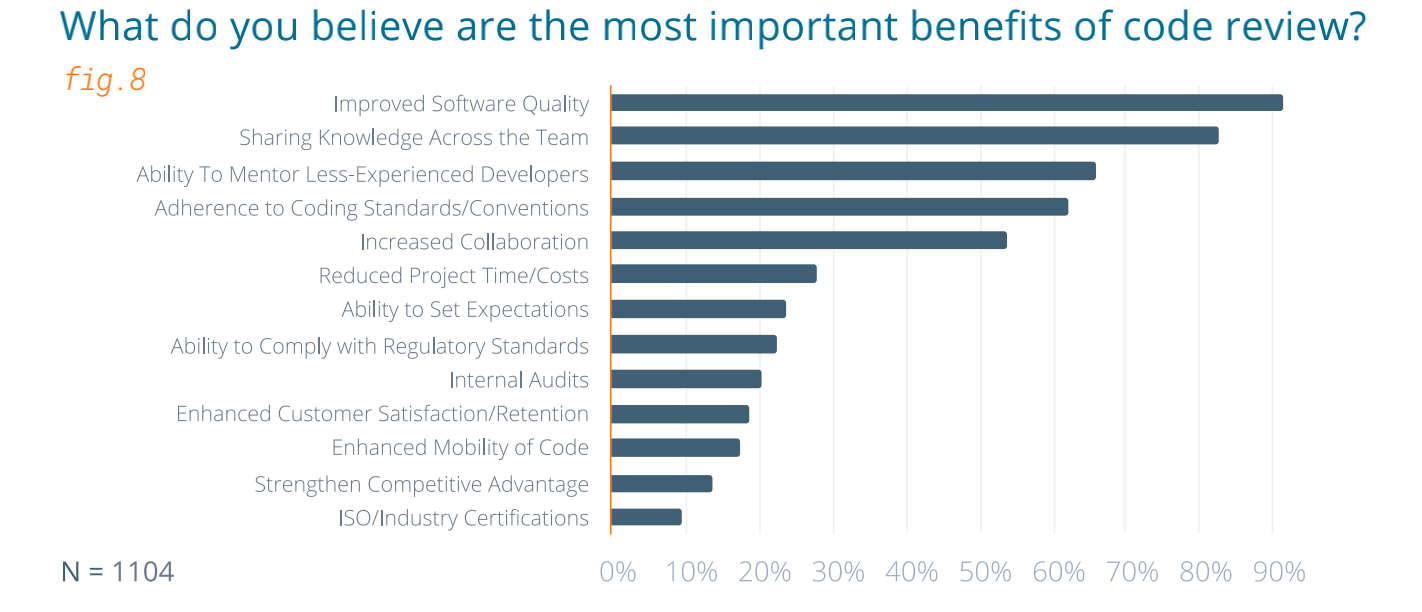 What do you believe are the most important benefits of code review?
fig.8
Improved Software Quality
Sharing Knowledge Across the Team
Ability To Mentor Less-Experienced Developers
Adherence to Coding Standards/Conventions
Increased Collaboration
Reduced Project Time/Costs
Ability to Set Expectations
Ability to Comply with Regulatory Standards
Internal Audits
Enhanced Customer Satisfaction/Retention
Enhanced Mobility of Code
Strengthen Competitive Advantage
ISO/Industry Certifications
N = 1104
0% 10% 20% 30% 40% 50% 60% 70% 80% 90%